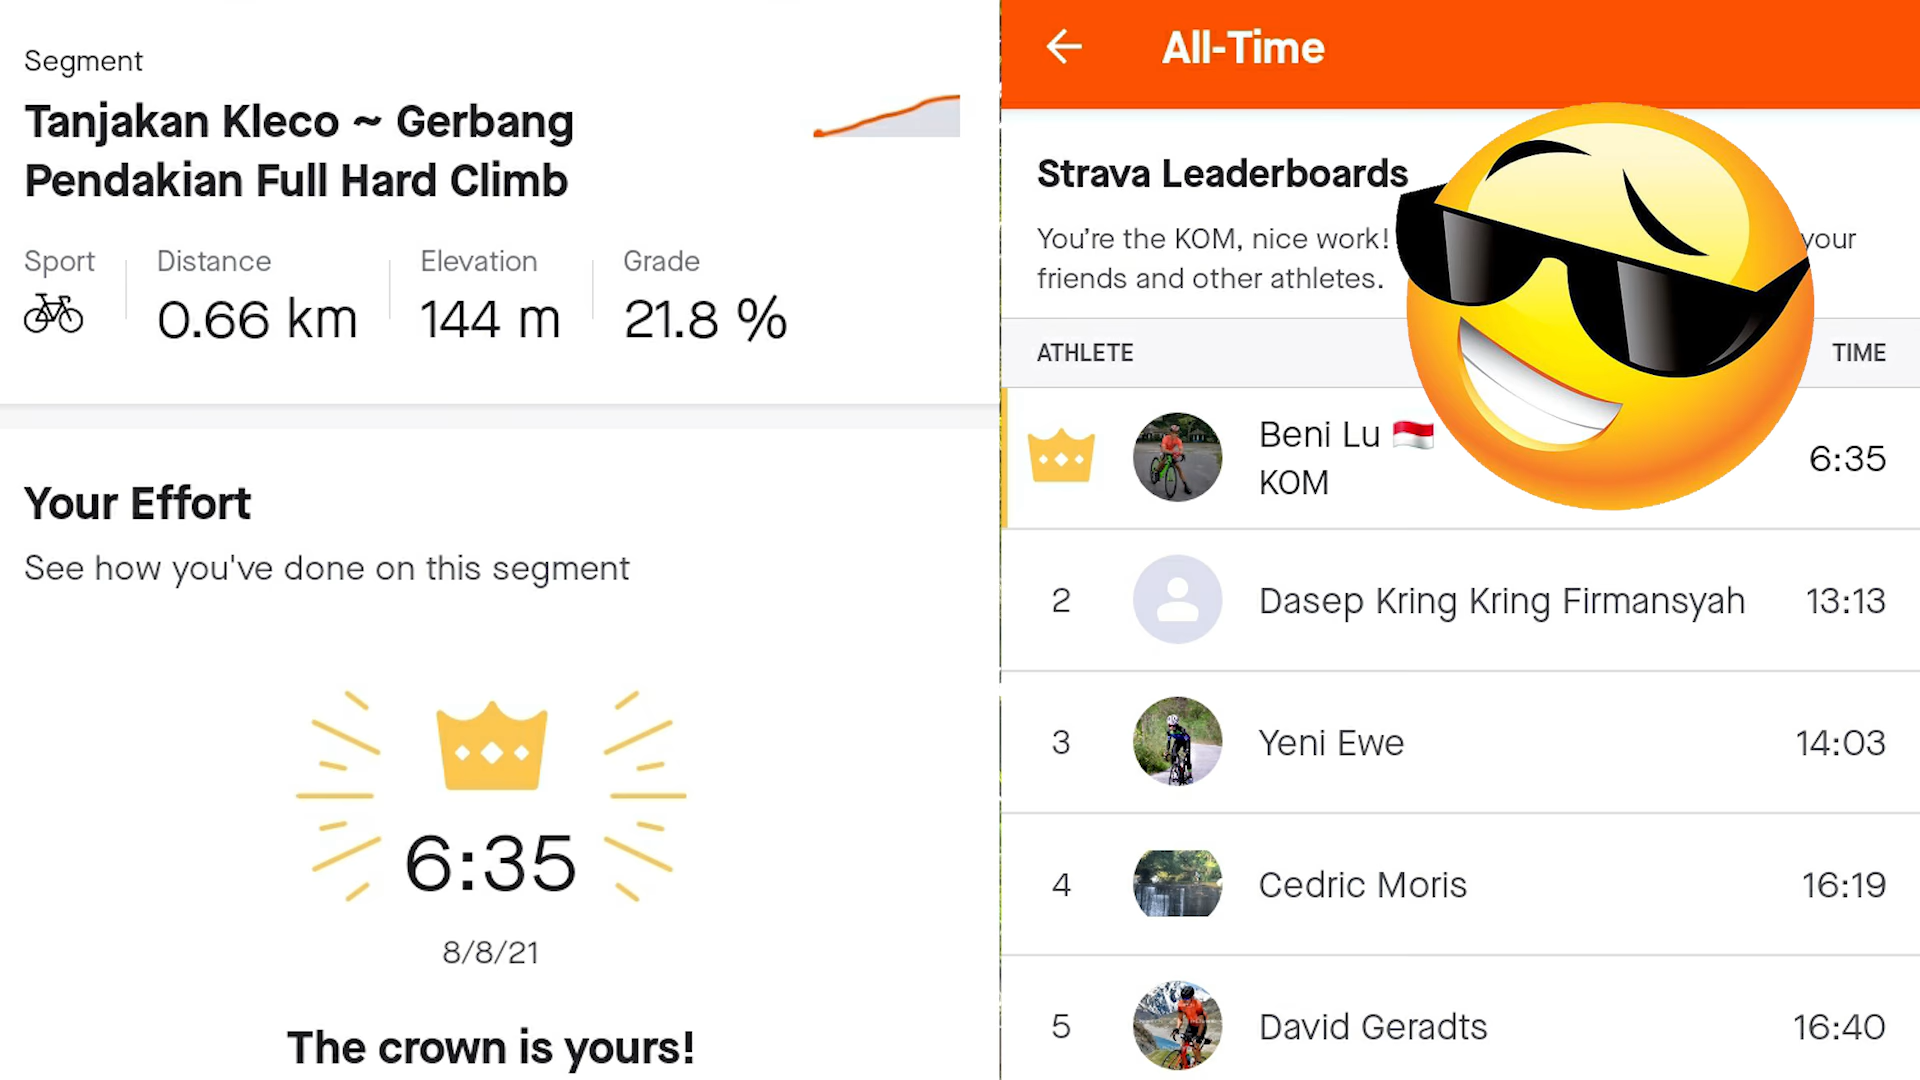 Segment
Tanjakan Kleco ~ Gerbang
Pendakian Full Hard Climb
Sport
Distance
Elevation
Grade
0.66 km
144 m
21.8 %
Your Effort
See how you've done on this segment
6:35
8/8/21
The crown is yours!
All-Time
Strava Leaderboards
You're the KOM, nice work! your
friends and other athletes.
ATHLETE TIME
Beni Lu 🇮🇩
KOM
6:35
2 Dasep Kring Kring Firmansyah 13:13
3 Yeni Ewe 14:03
4 Cedric Moris 16:19
5 David Geradts 16:40